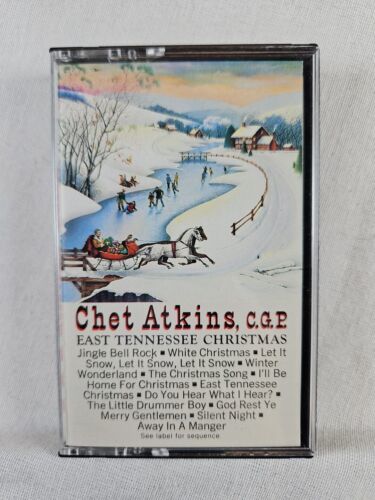 Chet Atkins, C.G.P.
EAST TENNESSEE CHRISTMAS
Jingle Bell Rock ▪ White Christmas ▪ Let It
Snow, Let It Snow, Let It Snow ▪ Winter
Wonderland ▪ The Christmas Song ▪ I'll Be
Home For Christmas ▪ East Tennessee
Christmas ▪ Do You Hear What I Hear? ▪
The Little Drummer Boy ▪ God Rest Ye
Merry Gentlemen ▪ Silent Night ▪
Away In A Manger
See label for sequence.